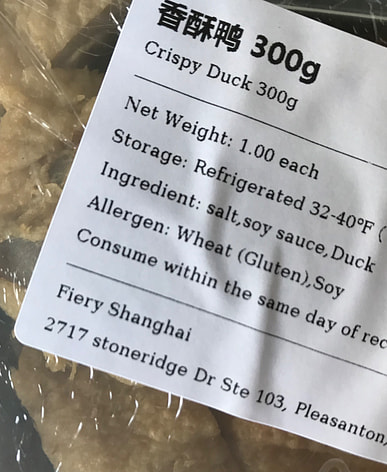 香酥鸭 300g
Crispy Duck 300g
Net Weight: 1.00 each
Storage: Refrigerated 32-40°F (
Ingredient: salt,soy sauce,Duck
Allergen: Wheat (Gluten),Soy
Consume within the same day of rec
Fiery Shanghai
2717 stoneridge Dr Ste 103, Pleasanton,